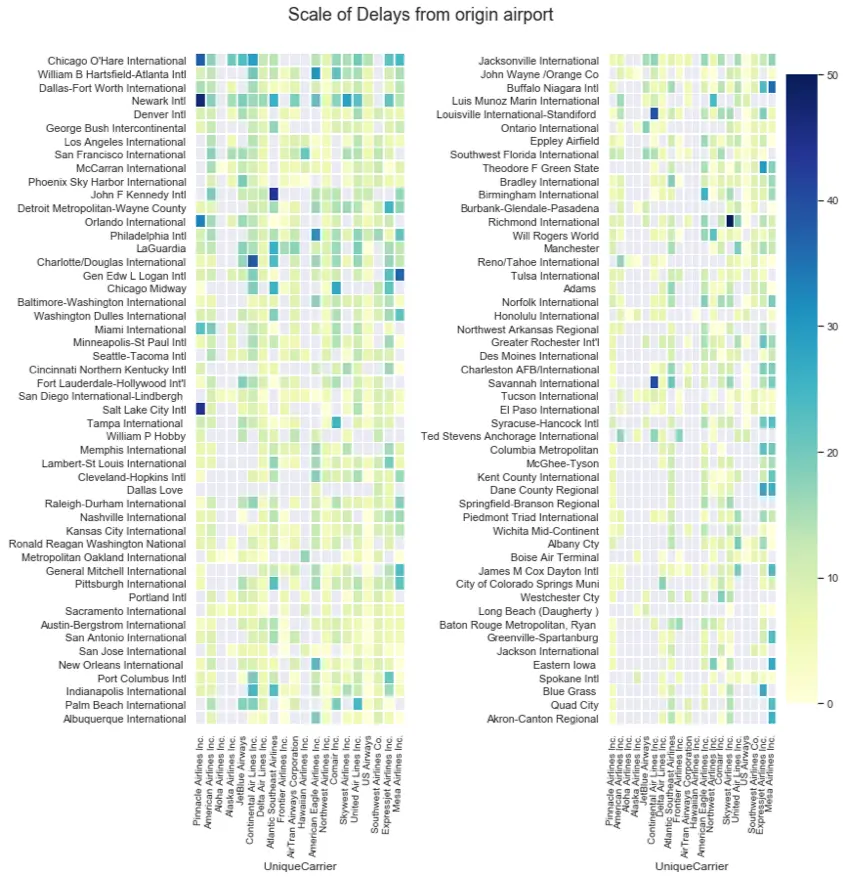 Scale of Delays from origin airport
Chicago O'Hare International
William B Hartsfield-Atlanta Intl
Dallas-Fort Worth International
Newark Intl
Denver Intl
George Bush Intercontinental
Los Angeles International
San Francisco International
McCarran International
Phoenix Sky Harbor International
John F Kennedy Intl
Detroit Metropolitan-Wayne County
Orlando International
Philadelphia Intl
LaGuardia
Charlotte/Douglas International
Gen Edw L Logan Intl
Chicago Midway
Baltimore-Washington International
Washington Dulles International
Miami International
Minneapolis-St Paul Intl
Seattle-Tacoma Intl
Cincinnati Northern Kentucky Intl
Fort Lauderdale-Hollywood Int'l
San Diego International-Lindbergh
Salt Lake City Intl
Tampa International
William P Hobby
Memphis International
Lambert-St Louis International
Cleveland-Hopkins Intl
Dallas Love
Raleigh-Durham International
Nashville International
Kansas City International
Ronald Reagan Washington National
Metropolitan Oakland International
General Mitchell International
Pittsburgh International
Portland Intl
Sacramento International
Austin-Bergstrom International
San Antonio International
San Jose International
New Orleans International
Port Columbus Intl
Indianapolis International
Palm Beach International
Albuquerque International
Pinnacle Airlines Inc.
American Airlines Inc.
Aloha Airlines Inc.
Alaska Airlines Inc.
JetBlue Airways
Continental Air Lines Inc.
Delta Air Lines Inc.
Atlantic Southeast Airlines
Frontier Airlines Inc.
AirTran Airways Corporation
Hawaiian Airlines Inc.
American Eagle Airlines Inc.
Northwest Airlines Inc.
Comair Inc.
Skywest Airlines Inc.
United Air Lines Inc.
US Airways
Southwest Airlines Co.
Expressjet Airlines Inc.
Mesa Airlines Inc.
UniqueCarrier
Jacksonville International
John Wayne /Orange Co
Buffalo Niagara Intl
Luis Munoz Marin International
Louisville International-Standiford
Ontario International
Eppley Airfield
Southwest Florida International
Theodore F Green State
Bradley International
Birmingham International
Burbank-Glendale-Pasadena
Richmond International
Will Rogers World
Manchester
Reno/Tahoe International
Tulsa International
Adams
Norfolk International
Honolulu International
Northwest Arkansas Regional
Greater Rochester Int'l
Des Moines International
Charleston AFB/International
Savannah International
Tucson International
El Paso International
Syracuse-Hancock Intl
Ted Stevens Anchorage International
Columbia Metropolitan
McGhee-Tyson
Kent County International
Dane County Regional
Springfield-Branson Regional
Piedmont Triad International
Wichita Mid-Continent
Albany Cty
Boise Air Terminal
James M Cox Dayton Intl
City of Colorado Springs Muni
Westchester Cty
Long Beach (Daugherty )
Baton Rouge Metropolitan, Ryan
Greenville-Spartanburg
Jackson International
Eastern Iowa
Spokane Intl
Blue Grass
Quad City
Akron-Canton Regional
Pinnacle Airlines Inc.
American Airlines Inc.
Aloha Airlines Inc.
Alaska Airlines Inc.
JetBlue Airways
Continental Air Lines Inc.
Delta Air Lines Inc.
Atlantic Southeast Airlines
Frontier Airlines Inc.
AirTran Airways Corporation
Hawaiian Airlines Inc.
American Eagle Airlines Inc.
Northwest Airlines Inc.
Comair Inc.
Skywest Airlines Inc.
United Air Lines Inc.
US Airways
Southwest Airlines Co.
Expressjet Airlines Inc.
Mesa Airlines Inc.
UniqueCarrier
50
40
30
20
10
0